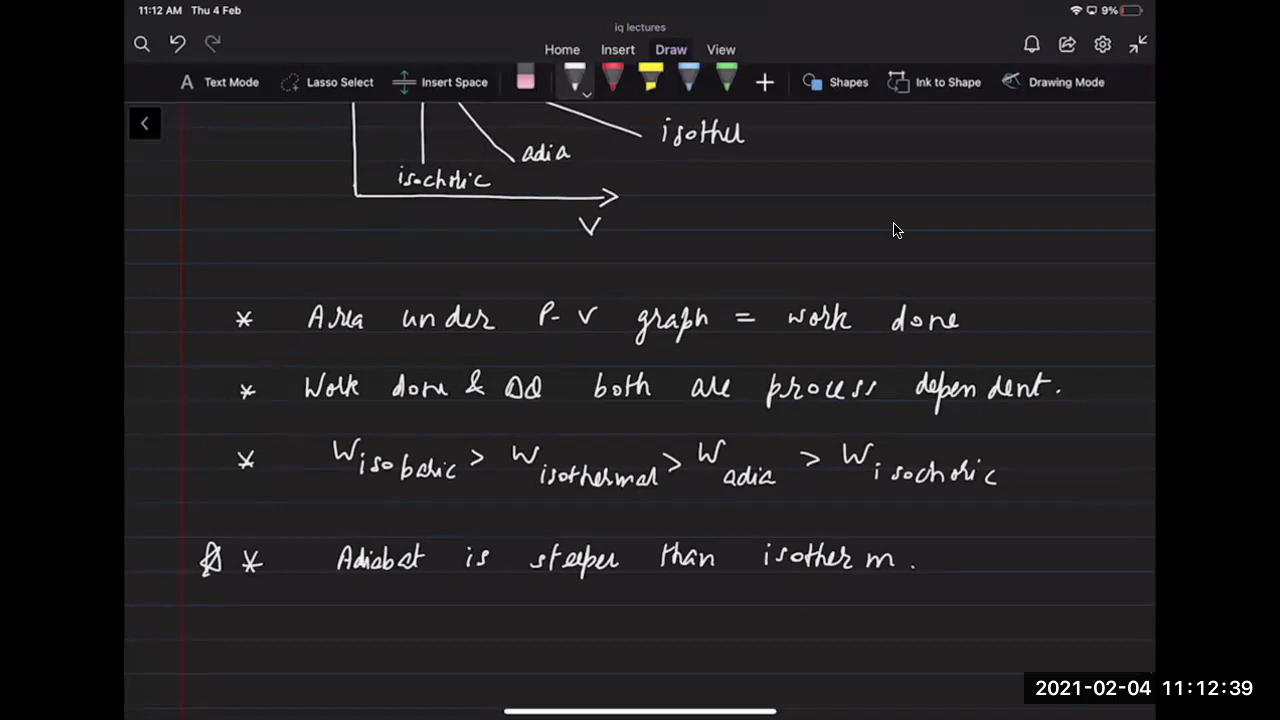 11:12 AM Thu 4 Feb
9%
iq lectures
Home Insert Draw View
Text Mode Lasso Select Insert Space Shapes Ink to Shape Drawing Mode
isothel
adia
isochoric
V
* Area under P-V graph = work done
* Work done & ΔQ both are process dependent.
* W isobaric > W isothermal > W adia > W isochoric
* Adiabat is steeper than isotherm.
2021-02-04 11:12:39